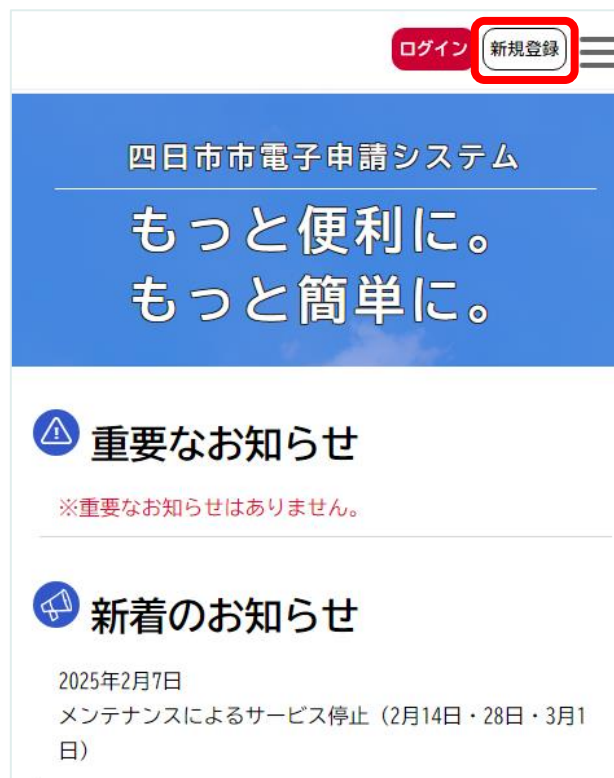 ログイン 新規登録
四日市市電子申請システム
もっと便利に。
もっと簡単に。
重要なお知らせ
※重要なお知らせはありません。
新着のお知らせ
2025年2月7日
メンテナンスによるサービス停止（2月14日・28日・3月1
日）